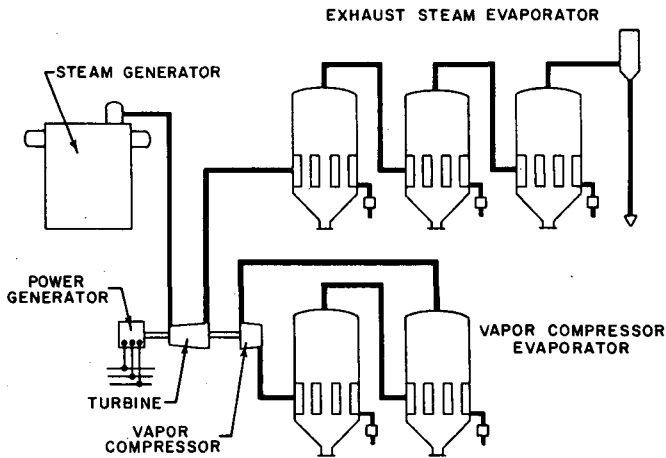 EXHAUST STEAM EVAPORATOR
STEAM GENERATOR
POWER
GENERATOR
VAPOR COMPRESSOR
EVAPORATOR
TURBINE
VAPOR
COMPRESSOR